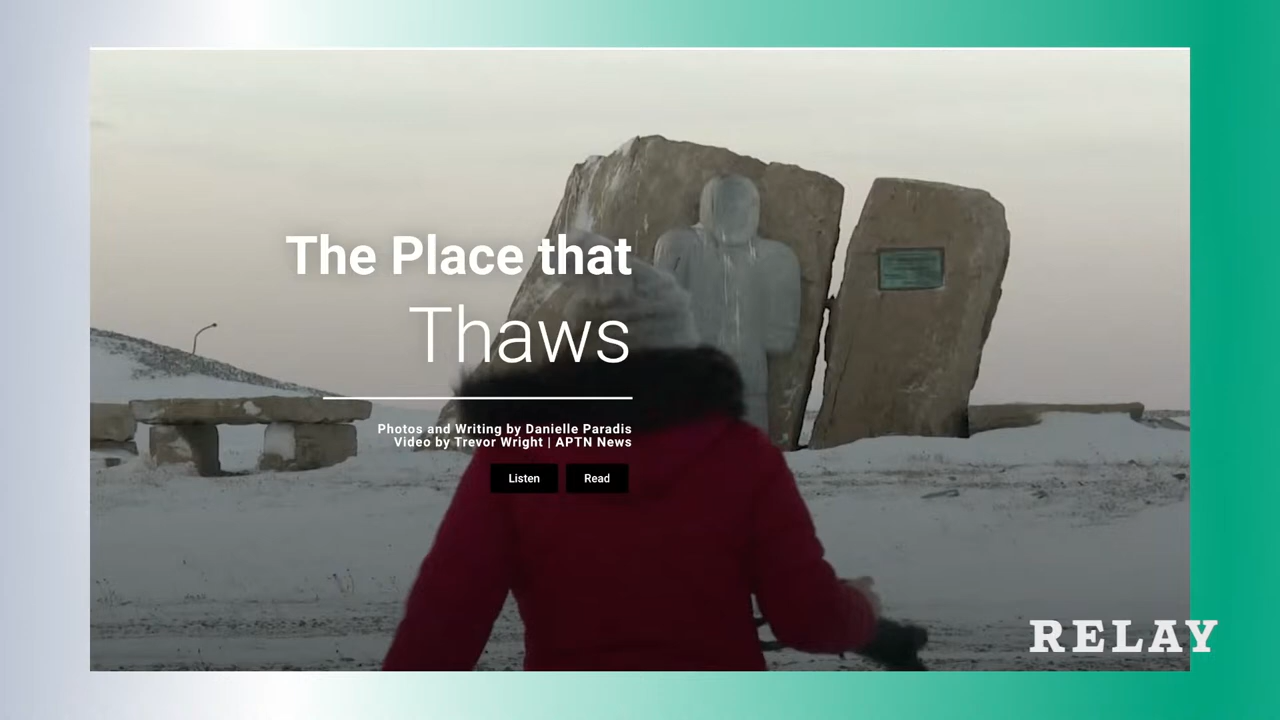 The Place that
Thaws
Photos and Writing by Danielle Paradis
Video by Trevor Wright | APTN News
Listen
Read
RELAY